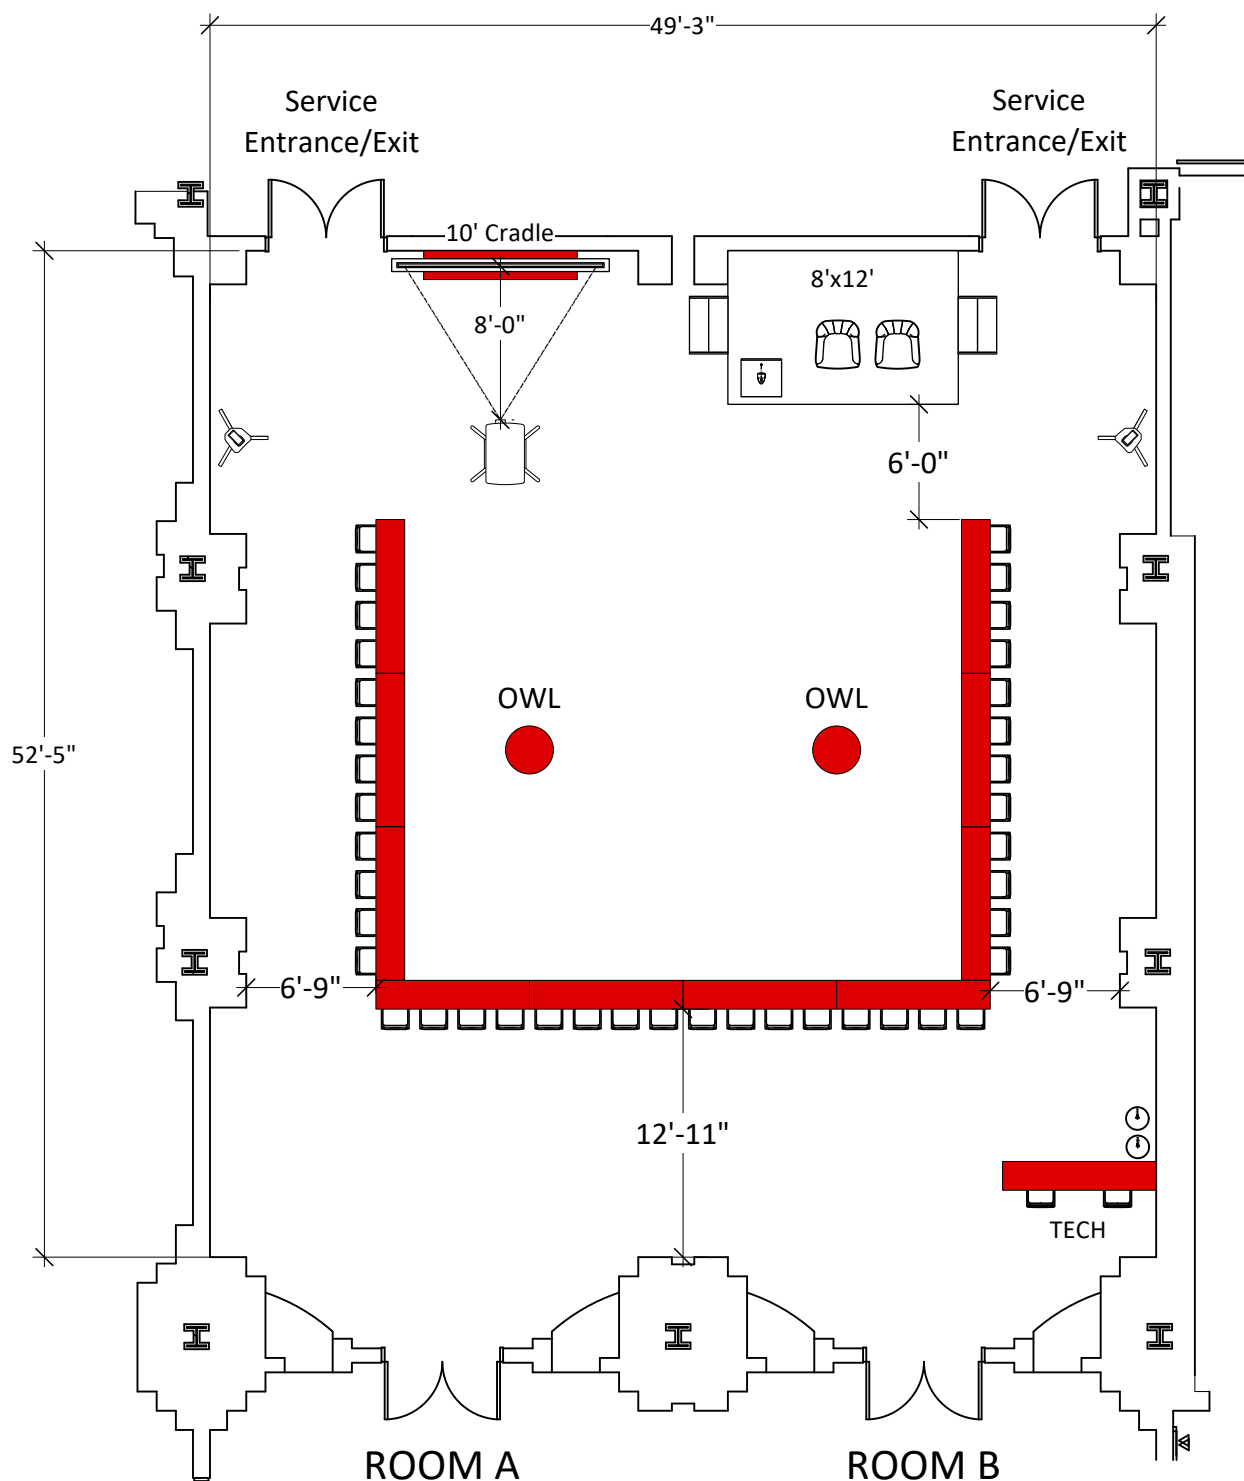 49'-3"
Service
Entrance/Exit
Service
Entrance/Exit
10' Cradle
8'x12'
8'-0"
6'-0"
OWL
OWL
52'-5"
6'-9"
6'-9"
12'-11"
TECH
ROOM A
ROOM B